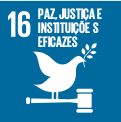 16 PAZ, JUSTIÇA E
INSTITUIÇÕE S
EFICAZES